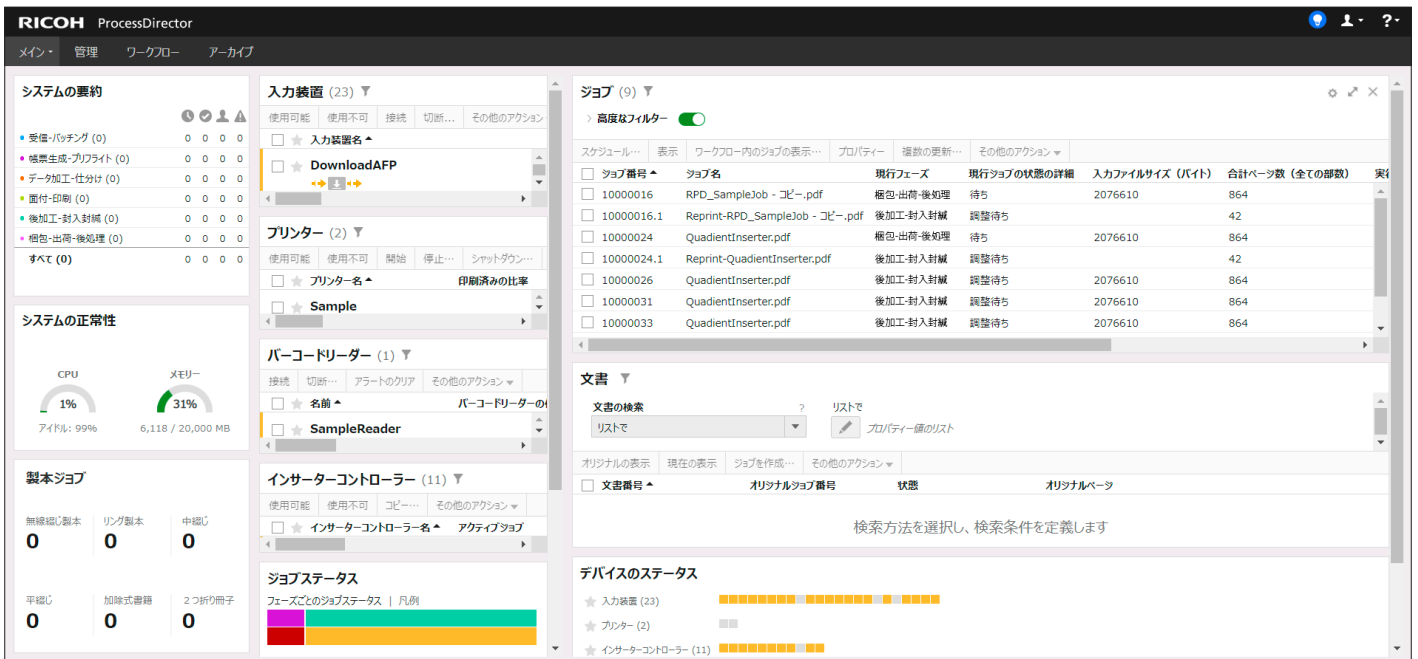 RICOH ProcessDirector
?
メイン 管理 ワークフロー アーカイブ
システムの要約
受信-バッチング (0) 0 0 0 0
帳票生成-プリフライト (0) 0 0 0 0
データ加工-仕分け (0) 0 0 0 0
面付-印刷 (0) 0 0 0 0
後加工-封入封緘 (0) 0 0 0 0
梱包-出荷-後処理 (0) 0 0 0 0
すべて (0) 0 0 0 0
システムの正常性
CPU メモリー
1% 31%
アイドル: 99% 6,118 / 20,000 MB
製本ジョブ
無線綴じ製本 リング製本 中綴じ
0 0 0
平綴じ 加除式書籍 2つ折り冊子
0 0 0
入力装置 (23)
使用可能 使用不可 接続 切断... その他のアクション
入力装置名
DownloadAFP
プリンター (2)
使用可能 使用不可 開始 停止… シャットダウン…
プリンター名 印刷済みの比率
Sample
バーコードリーダー (1)
接続 切断… アラートのクリア その他のアクション
名前 バーコードリーダーの
SampleReader
インサーターコントローラー (11)
使用可能 使用不可 コピー… その他のアクション
インサーターコントローラー名 アクティブジョブ
ジョブステータス
フェーズごとのジョブステータス | 凡例
ジョブ (9)
高度なフィルター
スケジュール… 表示 ワークフロー内のジョブの表示… プロパティー 複数の更新… その他のアクション
ジョブ番号 ジョブ名 現行フェーズ 現行ジョブの状態の詳細 入力ファイルサイズ (バイト) 合計ページ数 (全ての部数) 実
10000016 RPD_SampleJob - コピー.pdf 梱包-出荷-後処理 待ち 2076610 864
10000016.1 Reprint-RPD_SampleJob - コピー.pdf 後加工-封入封緘 調整待ち 42
10000024 QuadientInserter.pdf 梱包-出荷-後処理 待ち 2076610 864
10000024.1 Reprint-QuadientInserter.pdf 後加工-封入封緘 調整待ち 42
10000026 QuadientInserter.pdf 後加工-封入封緘 調整待ち 2076610 864
10000031 QuadientInserter.pdf 後加工-封入封緘 調整待ち 2076610 864
10000033 QuadientInserter.pdf 後加工-封入封緘 調整待ち 2076610 864
文書
文書の検索 ? リストで
リストで プロパティー値のリスト
オリジナルの表示 現在の表示 ジョブを作成… その他のアクション
文書番号 オリジナルジョブ番号 状態 オリジナルページ
検索方法を選択し、検索条件を定義します
デバイスのステータス
入力装置 (23)
プリンター (2)
インサーターコントローラー (11)